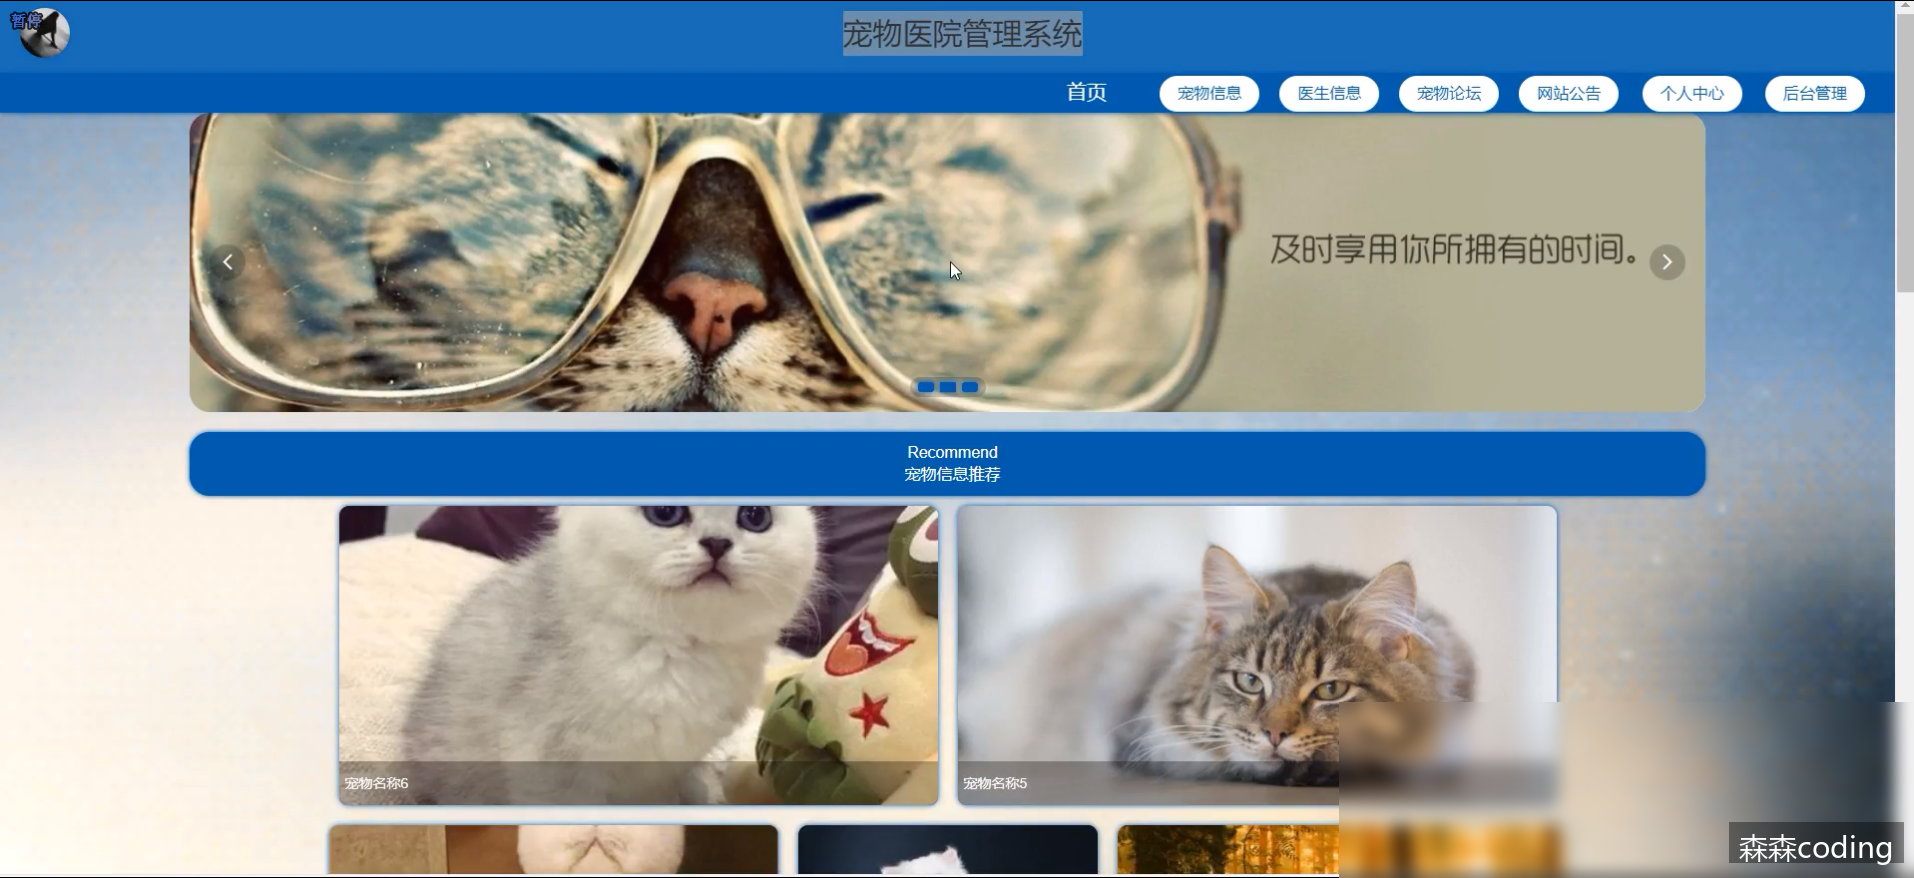 暂停
宠物医院管理系统
首页
宠物信息
医生信息
宠物论坛
网站公告
个人中心
后台管理
及时享用你所拥有的时间。
Recommend
宠物信息推荐
宠物名称6
宠物名称5
森森coding